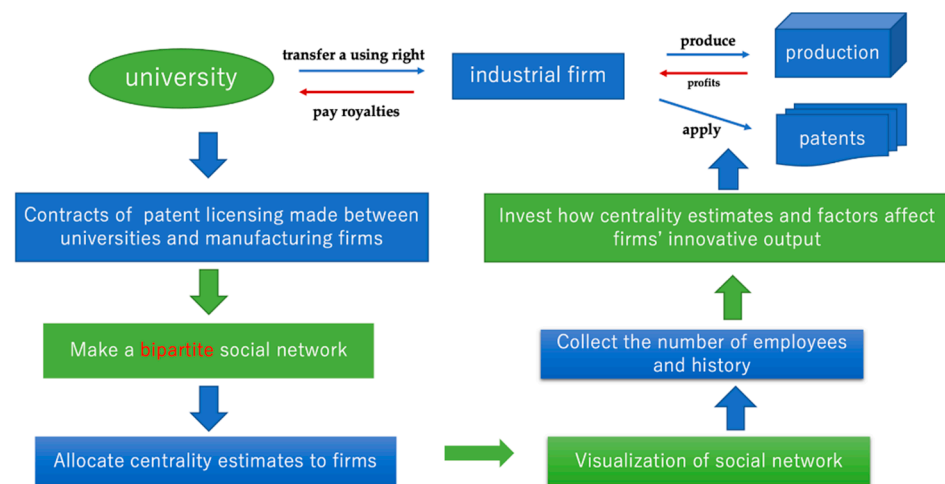 university
transfer a using right
pay royalties
industrial firm
produce
profits
apply
production
patents
Contracts of patent licensing made between
universities and manufacturing firms
Make a bipartite social network
Allocate centrality estimates to firms
Visualization of social network
Collect the number of employees
and history
Invest how centrality estimates and factors affect
firms' innovative output